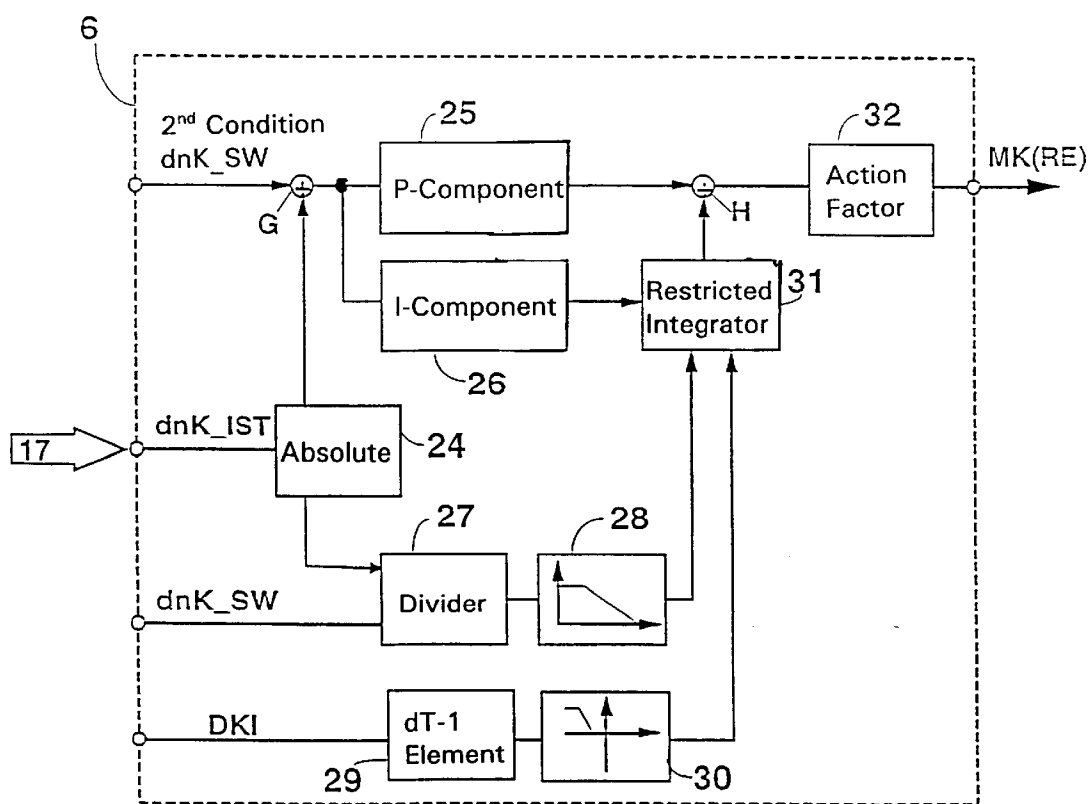 6
2nd Condition
dnK_SW
25
P-Component
32
Action
Factor
MK(RE)
G
H
I-Component
26
Restricted
Integrator
31
17
dnK_IST
Absolute
24
27
28
Divider
dnK_SW
DKI
dT-1
Element
29
30